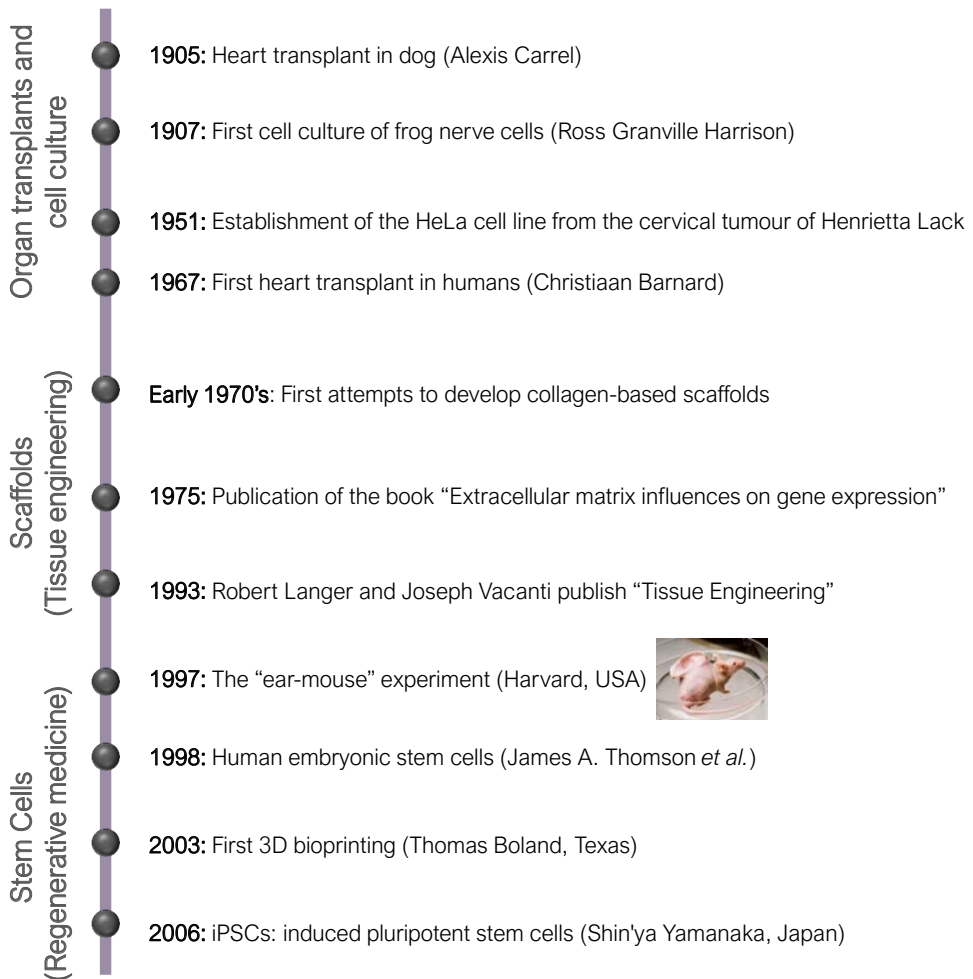 Organ transplants and
cell culture
1905: Heart transplant in dog (Alexis Carrel)
1907: First cell culture of frog nerve cells (Ross Granville Harrison)
1951: Establishment of the HeLa cell line from the cervical tumour of Henrietta Lack
1967: First heart transplant in humans (Christiaan Barnard)
Scaffolds
(Tissue engineering)
Early 1970's: First attempts to develop collagen-based scaffolds
1975: Publication of the book “Extracellular matrix influences on gene expression”
1993: Robert Langer and Joseph Vacanti publish “Tissue Engineering”
Stem Cells
(Regenerative medicine)
1997: The “ear-mouse” experiment (Harvard, USA)
1998: Human embryonic stem cells (James A. Thomson et al.)
2003: First 3D bioprinting (Thomas Boland, Texas)
2006: iPSCs: induced pluripotent stem cells (Shin'ya Yamanaka, Japan)